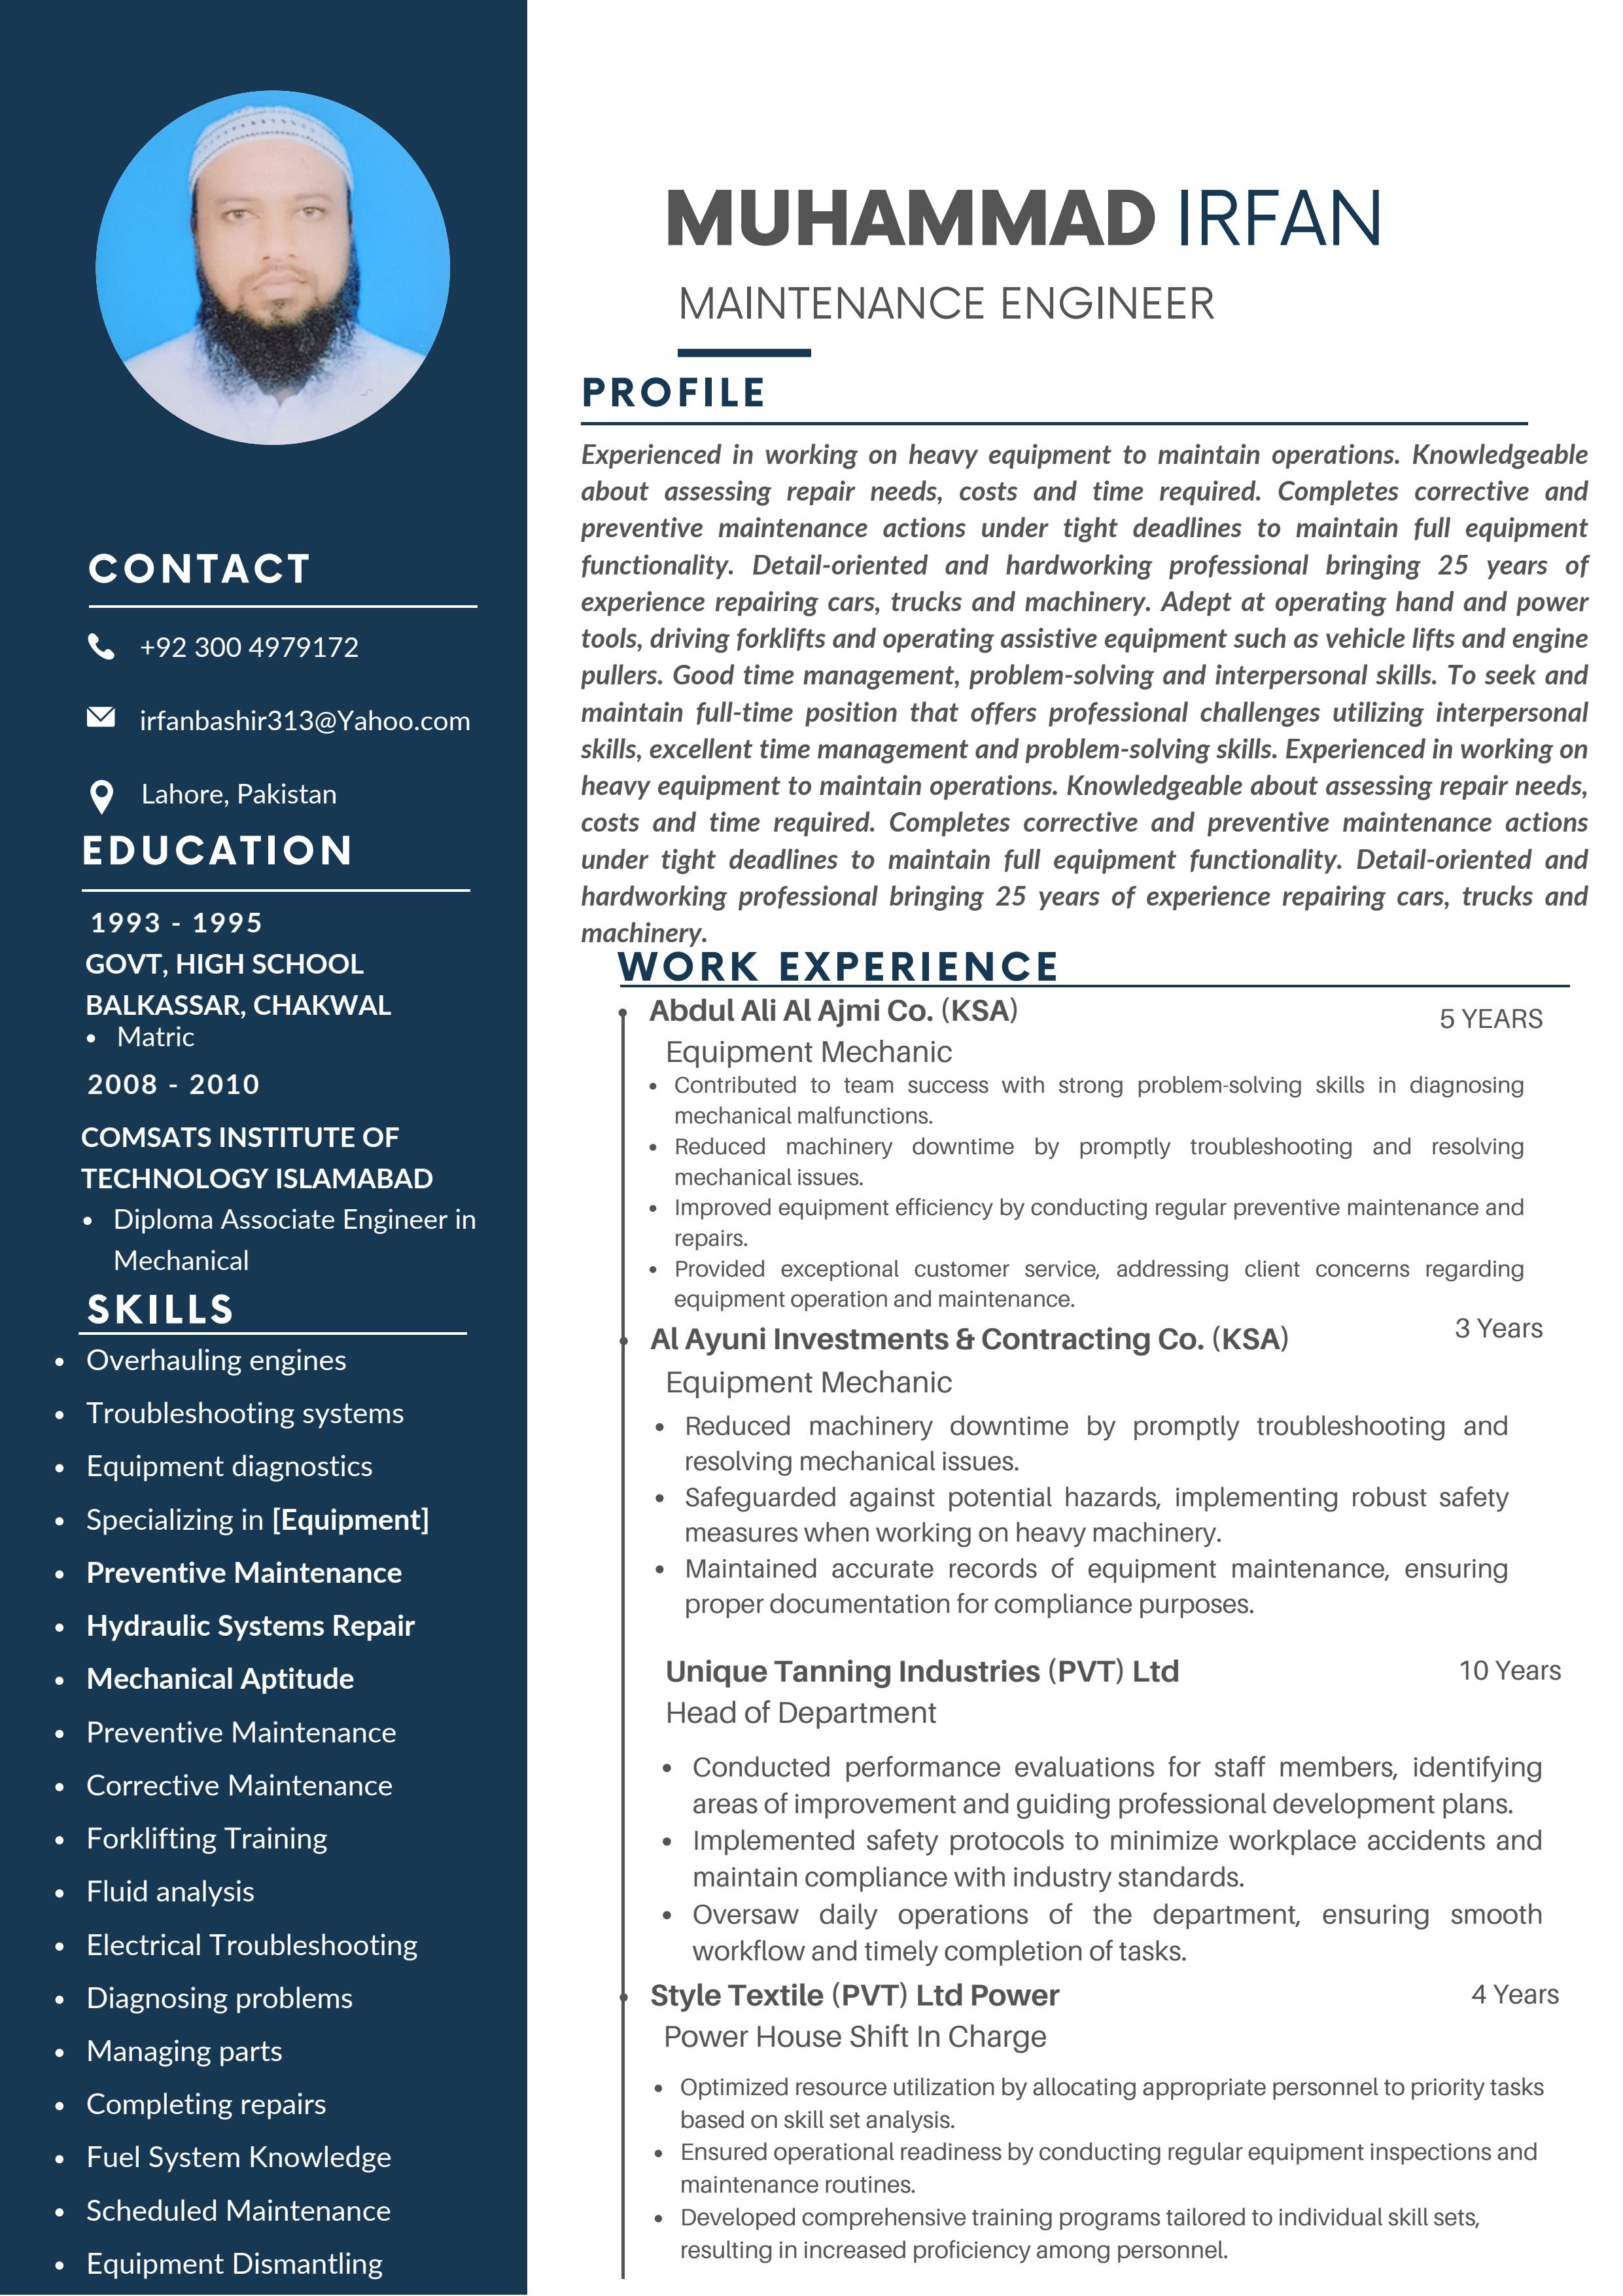 MUHAMMAD IRFAN
MAINTENANCE ENGINEER
CONTACT
+92 300 4979172
irfanbashir313@Yahoo.com
Lahore, Pakistan
EDUCATION
1993 - 1995
GOVT, HIGH SCHOOL
BALKASSAR, CHAKWAL
• Matric
2008 - 2010
COMSATS INSTITUTE OF
TECHNOLOGY ISLAMABAD
• Diploma Associate Engineer in
Mechanical
SKILLS
• Overhauling engines
• Troubleshooting systems
• Equipment diagnostics
• Specializing in [Equipment]
• Preventive Maintenance
• Hydraulic Systems Repair
• Mechanical Aptitude
• Preventive Maintenance
• Corrective Maintenance
• Forklifting Training
• Fluid analysis
• Electrical Troubleshooting
• Diagnosing problems
• Managing parts
• Completing repairs
• Fuel System Knowledge
• Scheduled Maintenance
• Equipment Dismantling
PROFILE
Experienced in working on heavy equipment to maintain operations. Knowledgeable
about assessing repair needs, costs and time required. Completes corrective and
preventive maintenance actions under tight deadlines to maintain full equipment
functionality. Detail-oriented and hardworking professional bringing 25 years of
experience repairing cars, trucks and machinery. Adept at operating hand and power
tools, driving forklifts and operating assistive equipment such as vehicle lifts and engine
pullers. Good time management, problem-solving and interpersonal skills. To seek and
maintain full-time position that offers professional challenges utilizing interpersonal
skills, excellent time management and problem-solving skills. Experienced in working on
heavy equipment to maintain operations. Knowledgeable about assessing repair needs,
costs and time required. Completes corrective and preventive maintenance actions
under tight deadlines to maintain full equipment functionality. Detail-oriented and
hardworking professional bringing 25 years of experience repairing cars, trucks and
machinery.
WORK EXPERIENCE
Abdul Ali Al Ajmi Co. (KSA) 5 YEARS
Equipment Mechanic
• Contributed to team success with strong problem-solving skills in diagnosing
mechanical malfunctions.
• Reduced machinery downtime by promptly troubleshooting and resolving
mechanical issues.
• Improved equipment efficiency by conducting regular preventive maintenance and
repairs.
• Provided exceptional customer service, addressing client concerns regarding
equipment operation and maintenance.
Al Ayuni Investments & Contracting Co. (KSA) 3 Years
Equipment Mechanic
• Reduced machinery downtime by promptly troubleshooting and
resolving mechanical issues.
• Safeguarded against potential hazards, implementing robust safety
measures when working on heavy machinery.
• Maintained accurate records of equipment maintenance, ensuring
proper documentation for compliance purposes.
Unique Tanning Industries (PVT) Ltd 10 Years
Head of Department
• Conducted performance evaluations for staff members, identifying
areas of improvement and guiding professional development plans.
• Implemented safety protocols to minimize workplace accidents and
maintain compliance with industry standards.
• Oversaw daily operations of the department, ensuring smooth
workflow and timely completion of tasks.
Style Textile (PVT) Ltd Power 4 Years
Power House Shift In Charge
• Optimized resource utilization by allocating appropriate personnel to priority tasks
based on skill set analysis.
• Ensured operational readiness by conducting regular equipment inspections and
maintenance routines.
• Developed comprehensive training programs tailored to individual skill sets,
resulting in increased proficiency among personnel.